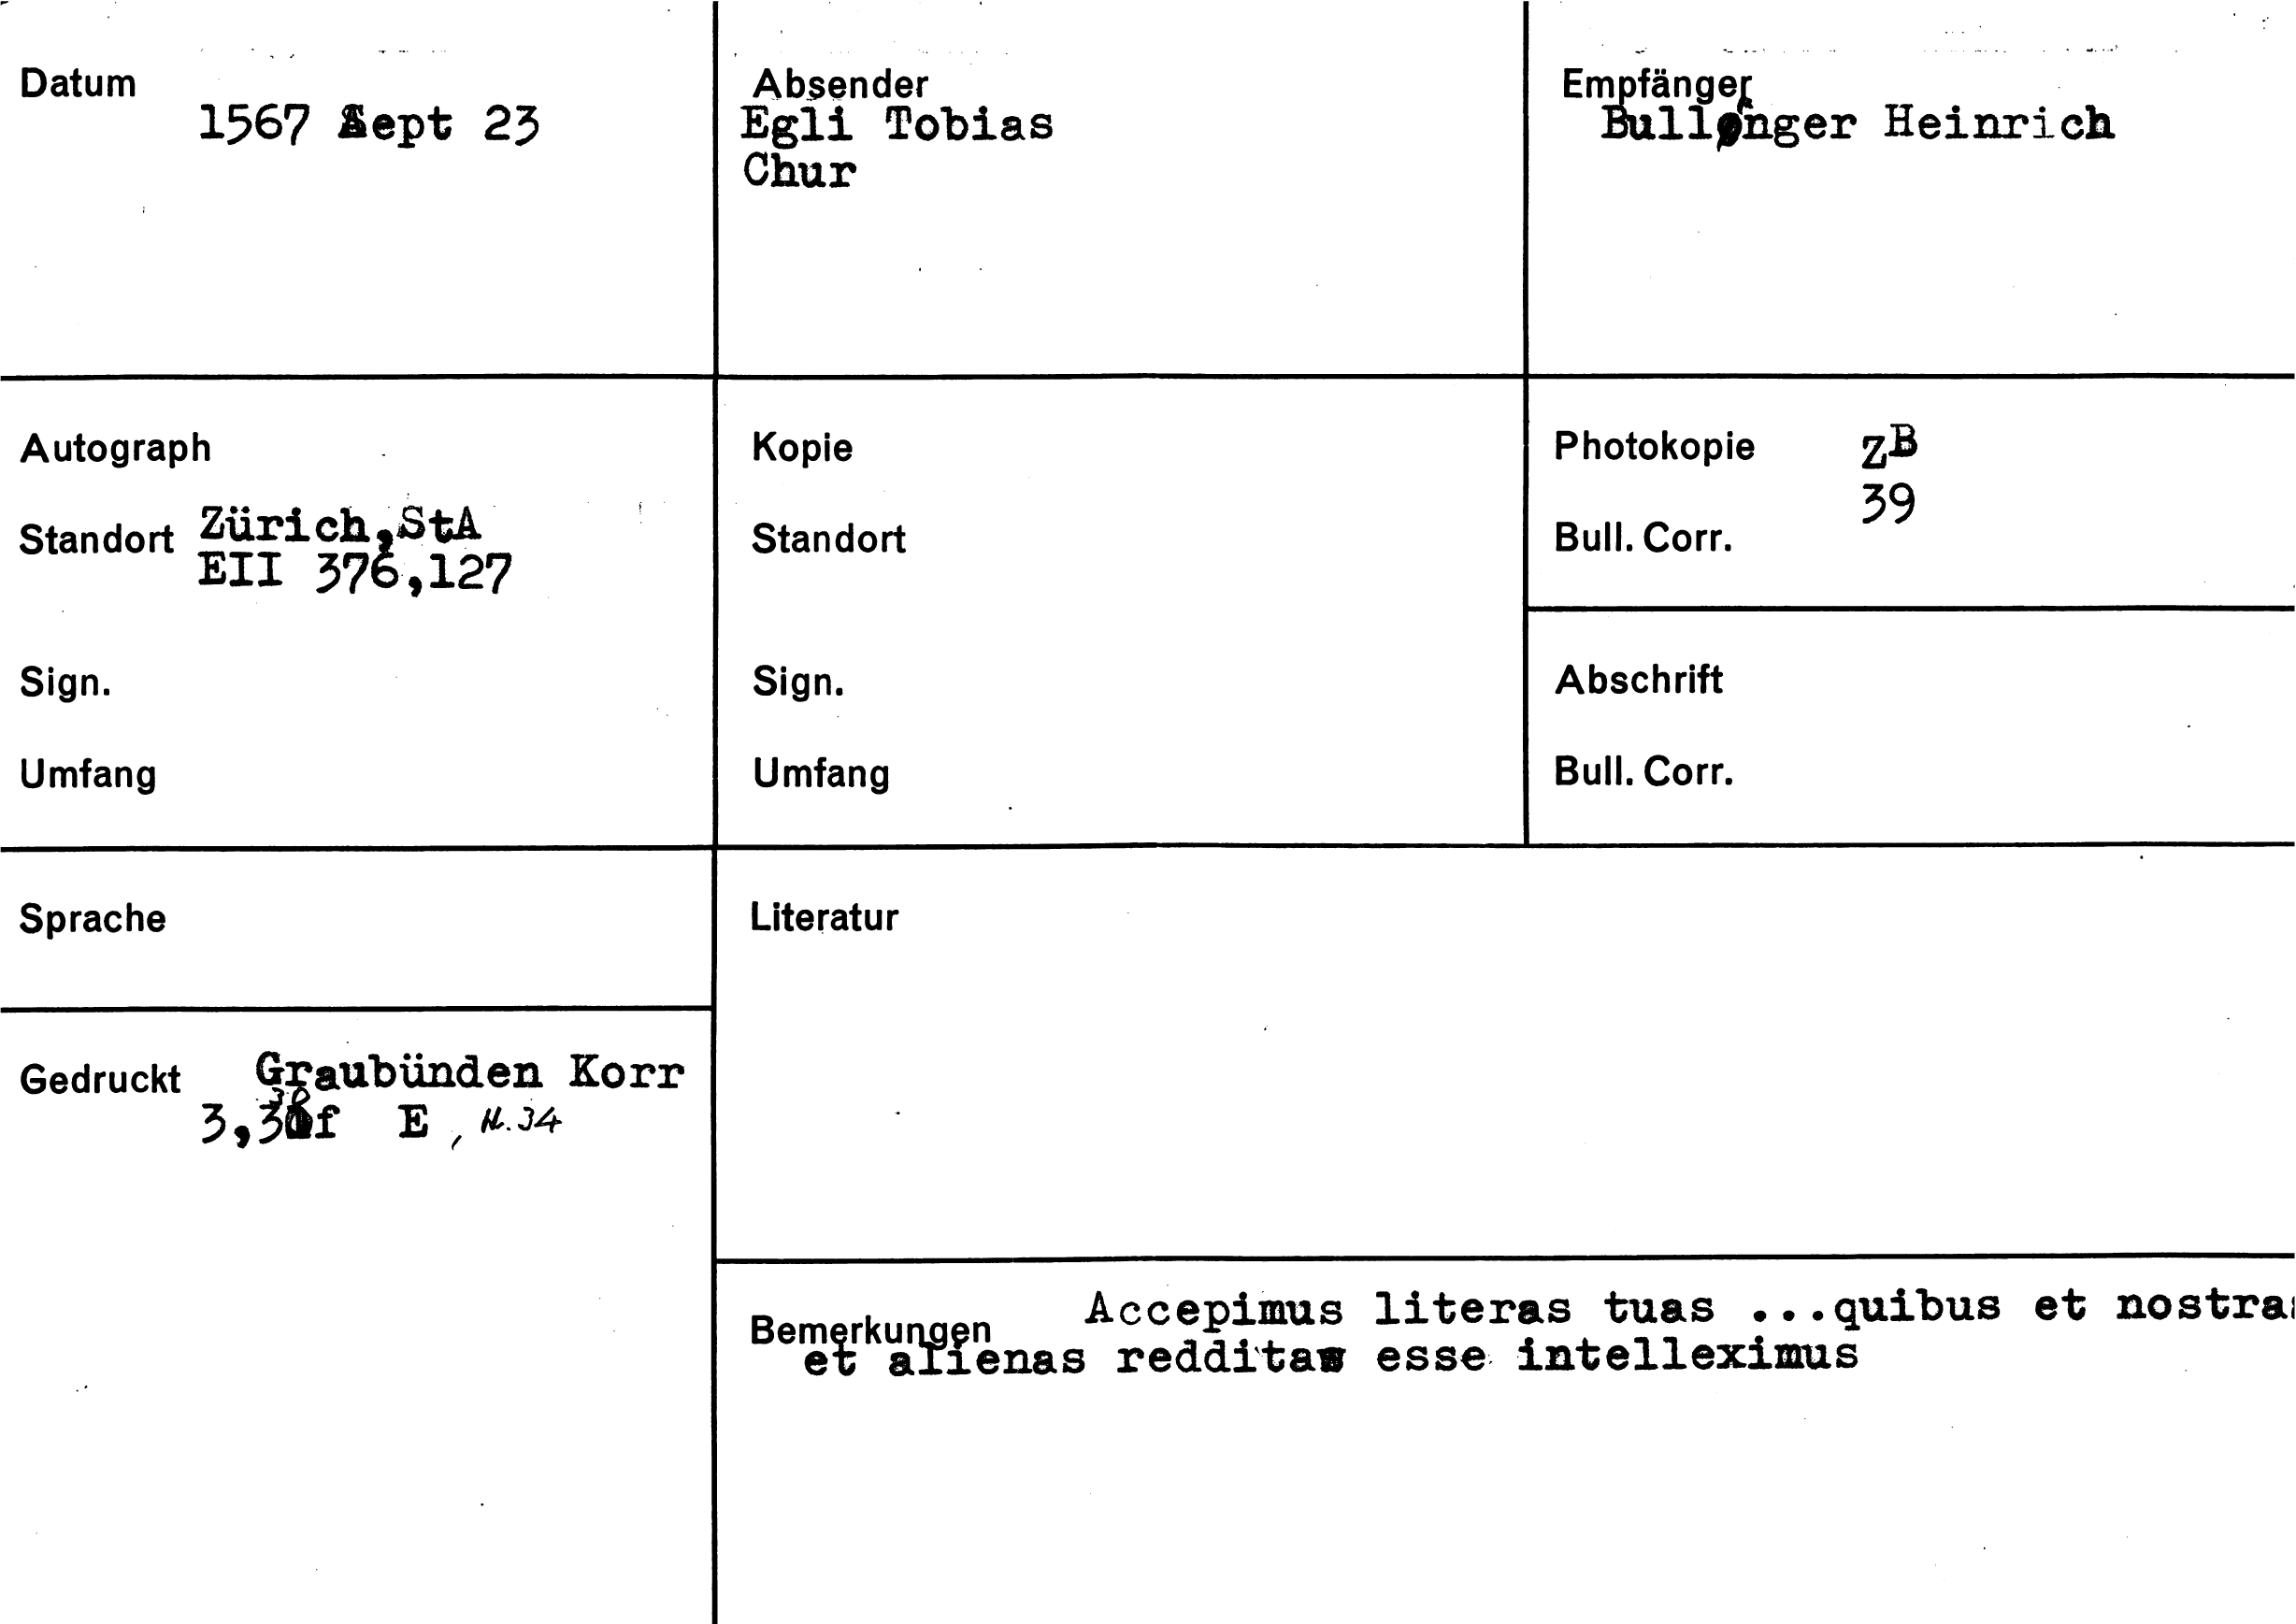 Datum
1567 Sept 23
Absender
Egli Tobias
Chur
Empfänger
Bullinger Heinrich
Autograph
Standort Zürich,StA
EII 376,127
Sign.
Umfang
Kopie
Standort
Sign.
Umfang
Photokopie ZB
39
Bull. Corr.
Abschrift
Bull. Corr.
Sprache
Gedruckt Graubünden Korr
3,38f E, Nr. 34
Literatur
Bemerkungen Accepimus literas tuas ...quibus et nostras
et alienas redditas esse intelleximus